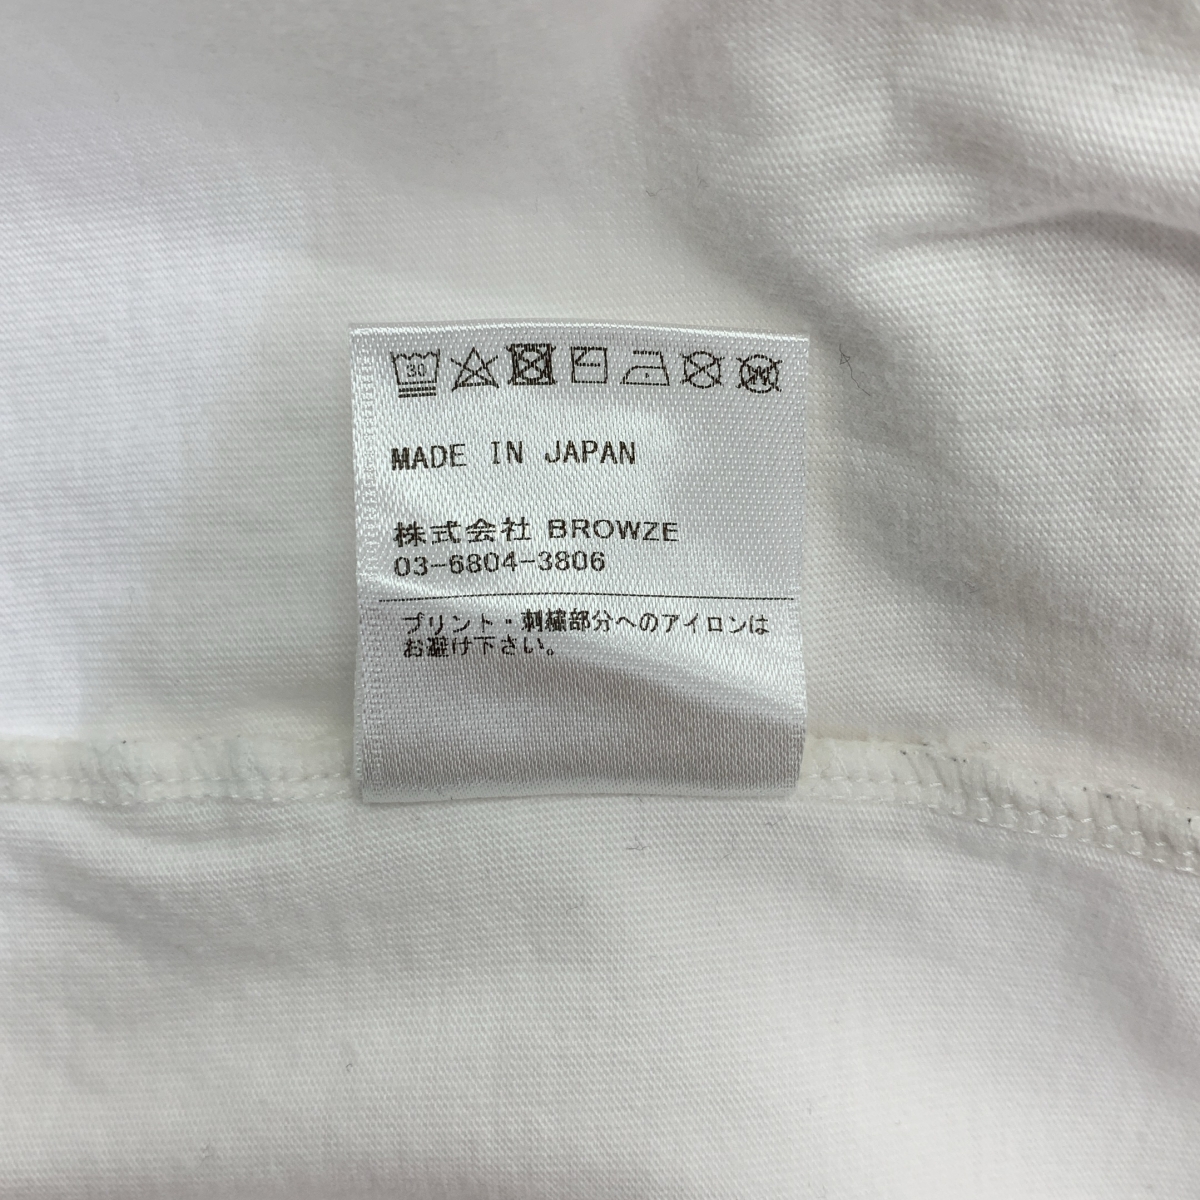 30
W
MADE IN JAPAN
株式会社 BROWZE
03-6804-3806
プリント・刺繍部分へのアイロンは
お避け下さい。